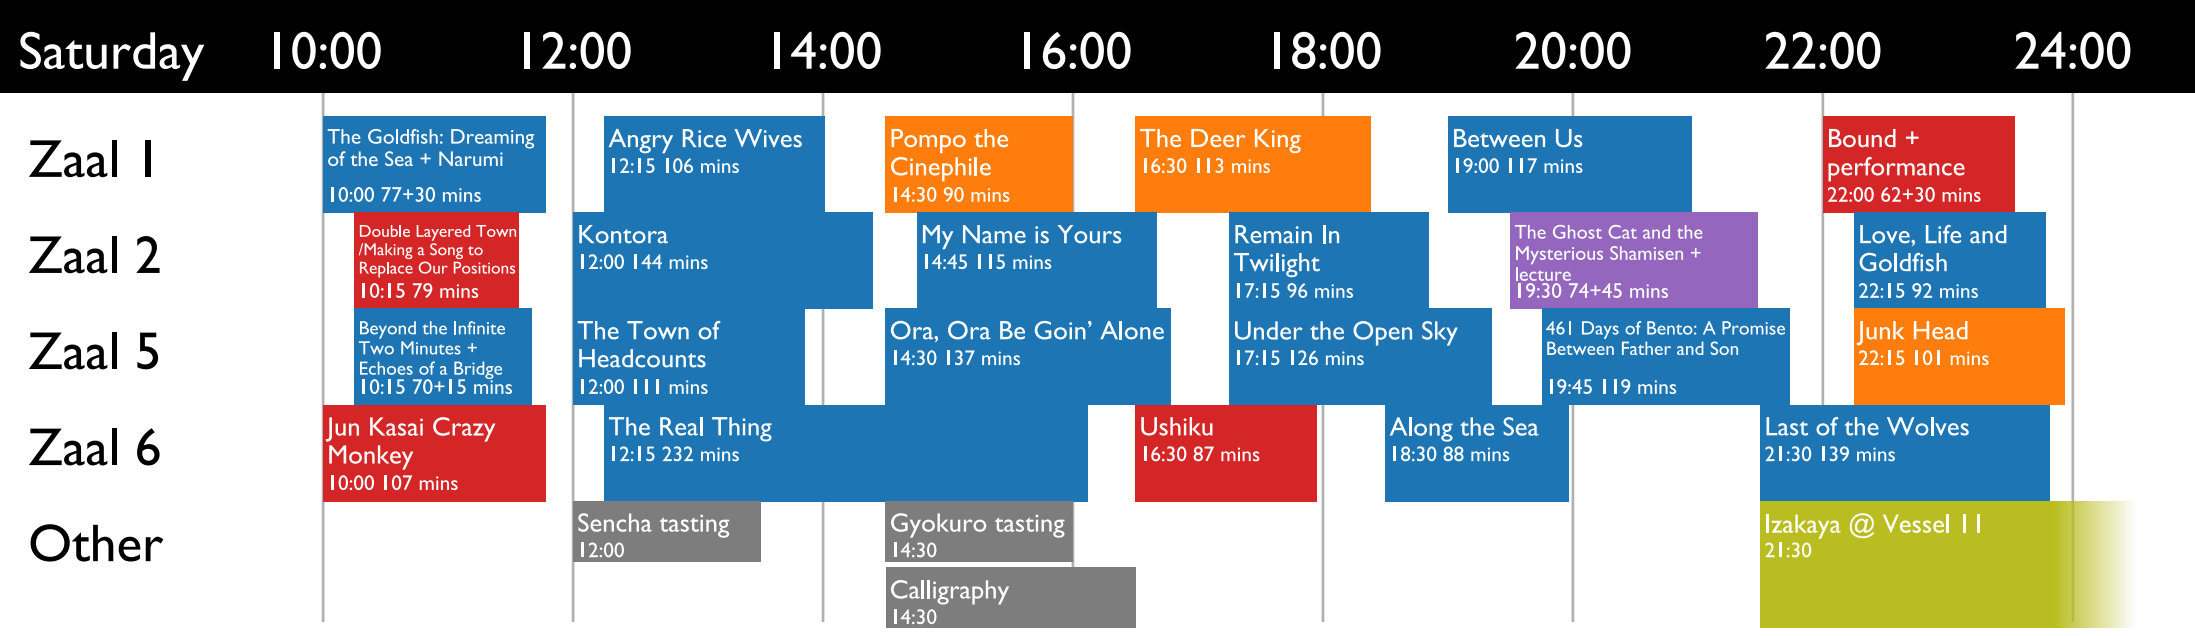 Saturday 10:00 12:00 14:00 16:00 18:00 20:00 22:00 24:00
Zaal 1
The Goldfish: Dreaming
of the Sea + Narumi
10:00 77+30 mins
Angry Rice Wives
12:15 106 mins
Pompo the
Cinephile
14:30 90 mins
The Deer King
16:30 113 mins
Between Us
19:00 117 mins
Bound +
performance
22:00 62+30 mins
Zaal 2
Double Layered Town
/Making a Song to
Replace Our Positions
10:15 79 mins
Kontora
12:00 144 mins
My Name is Yours
14:45 115 mins
Remain In
Twilight
17:15 96 mins
The Ghost Cat and the
Mysterious Shamisen +
lecture
19:30 74+45 mins
Love, Life and
Goldfish
22:15 92 mins
Zaal 5
Beyond the Infinite
Two Minutes +
Echoes of a Bridge
10:15 70+15 mins
The Town of
Headcounts
12:00 111 mins
Ora, Ora Be Goin’ Alone
14:30 137 mins
Under the Open Sky
17:15 126 mins
461 Days of Bento: A Promise
Between Father and Son
19:45 119 mins
Junk Head
22:15 101 mins
Zaal 6
Jun Kasai Crazy
Monkey
10:00 107 mins
The Real Thing
12:15 232 mins
Ushiku
16:30 87 mins
Along the Sea
18:30 88 mins
Last of the Wolves
21:30 139 mins
Other
Sencha tasting
12:00
Gyokuro tasting
14:30
Calligraphy
14:30
Izakaya @ Vessel 11
21:30